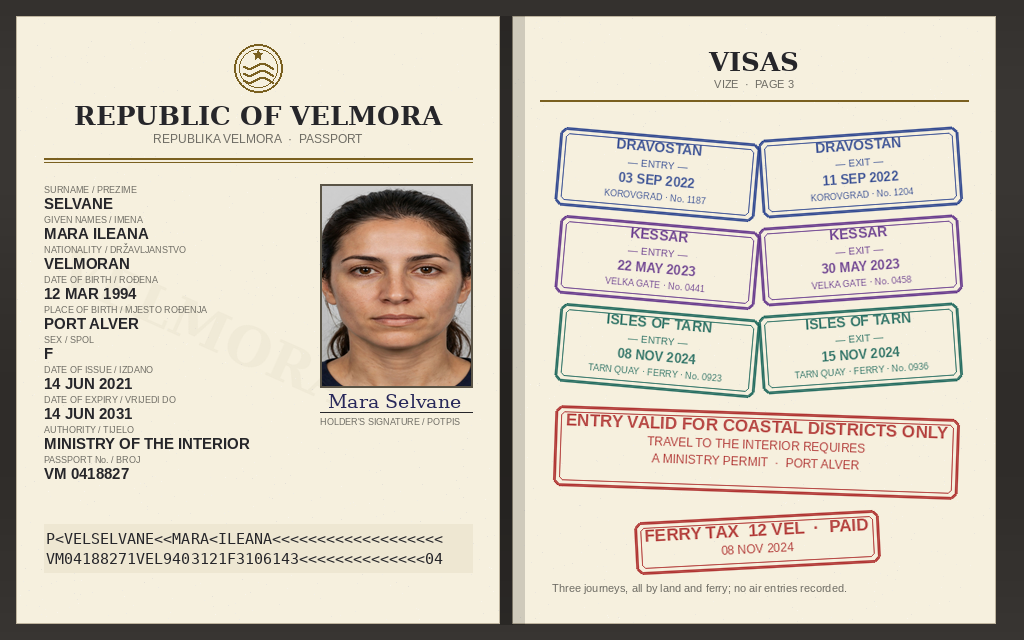 REPUBLIC OF VELMORA
REPUBLIKA VELMORA · PASSPORT
SURNAME / PREZIME
SELVANE
GIVEN NAMES / IMENA
MARA ILEANA
NATIONALITY / DRŽAVLJANSTVO
VELMORAN
DATE OF BIRTH / ROĐENA
12 MAR 1994
PLACE OF BIRTH / MJESTO ROĐENJA
PORT ALVER
SEX / SPOL
F
DATE OF ISSUE / IZDANO
14 JUN 2021
DATE OF EXPIRY / VRIJEDI DO
14 JUN 2031
AUTHORITY / TIJELO
MINISTRY OF THE INTERIOR
PASSPORT No. / BROJ
VM 0418827
Mara Selvane
HOLDER'S SIGNATURE / POTPIS
P<VELSELVANE<<MARA<ILEANA<<<<<<<<<<<<<<<<<<<
VM04188271VEL9403121F3106143<<<<<<<<<<<<<<04
VISAS
VIZE · PAGE 3
DRAVOSTAN
— ENTRY —
03 SEP 2022
KOROVGRAD · No. 1187
DRAVOSTAN
— EXIT —
11 SEP 2022
KOROVGRAD · No. 1204
KESSAR
— ENTRY —
22 MAY 2023
VELKA GATE · No. 0441
KESSAR
— EXIT —
30 MAY 2023
VELKA GATE · No. 0458
ISLES OF TARN
— ENTRY —
08 NOV 2024
TARN QUAY · FERRY · No. 0923
ISLES OF TARN
— EXIT —
15 NOV 2024
TARN QUAY · FERRY · No. 0936
ENTRY VALID FOR COASTAL DISTRICTS ONLY
TRAVEL TO THE INTERIOR REQUIRES
A MINISTRY PERMIT · PORT ALVER
FERRY TAX 12 VEL · PAID
08 NOV 2024
Three journeys, all by land and ferry; no air entries recorded.